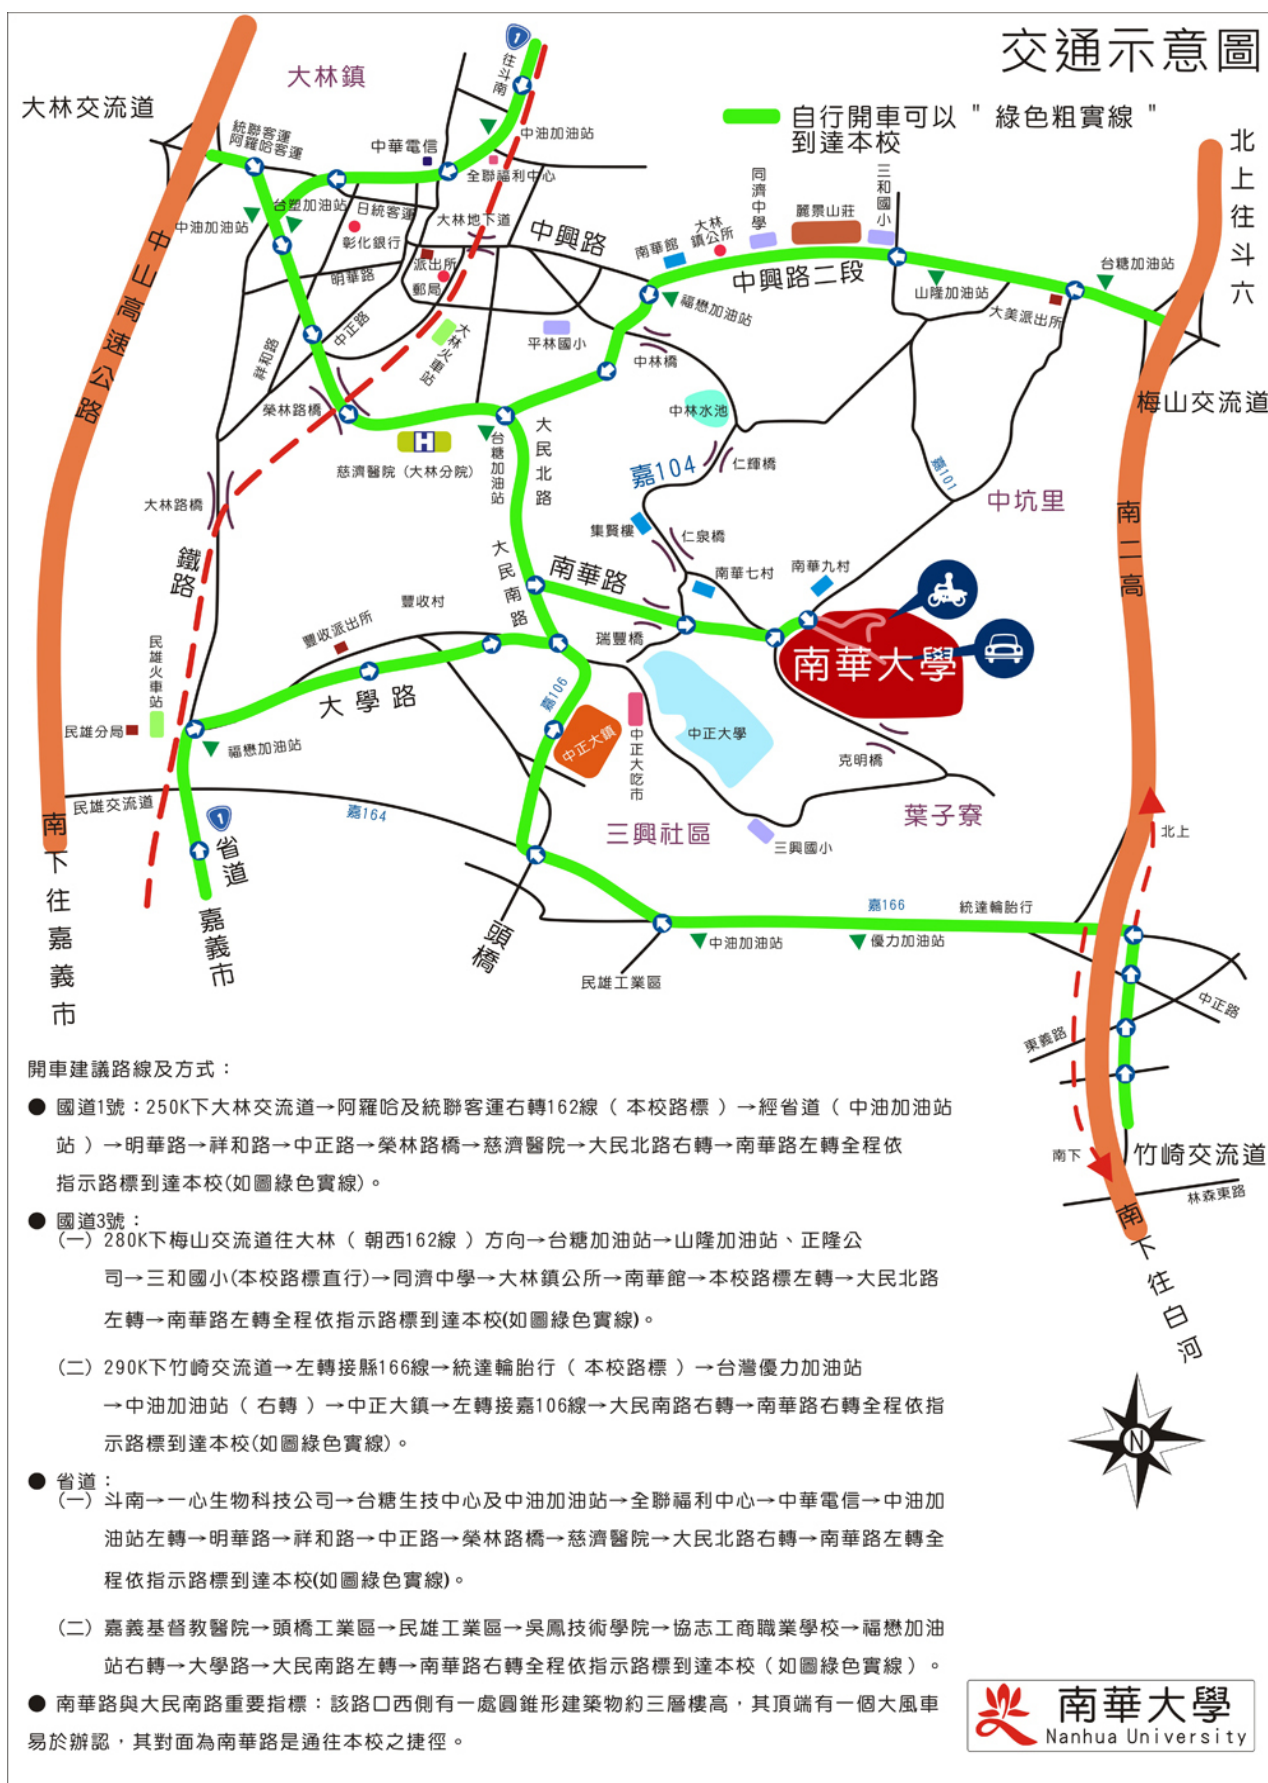 交通示意圖
自行開車可以 " 綠色粗實線 "
到達本校
大林鎮
大林交流道
統聯客運
阿羅哈客運
1
往斗南
中油加油站
中華電信
全聯福利中心
台塑加油站
中油加油站
日統客運
彰化銀行
大林地下道
中興路
派出所
郵局
明華路
中正路
祥和路
大林火車站
平林國小
南華館
大林
鎮公所
同濟中學
麗景山莊
三和國小
中興路二段
福懋加油站
山隆加油站
大美派出所
台糖加油站
北上往斗六
中山高速公路
中林橋
中林水池
梅山交流道
榮林路橋
慈濟醫院 (大林分院)
H
台糖加油站
大民北路
嘉104
仁輝橋
嘉101
中坑里
大林路橋
鐵路
集賢樓
仁泉橋
南二高
大民南路
南華路
南華七村
南華九村
豐收村
豐收派出所
瑞豐橋
南華大學
民雄火車站
大學路
嘉106
民雄分局
福懋加油站
中正大鎮
中正大吃市
中正大學
克明橋
民雄交流道
嘉164
三興社區
三興國小
葉子寮
北上
1
省道
南下往嘉義市
嘉義市
頭橋
嘉166
統達輪胎行
中油加油站
優力加油站
民雄工業區
中正路
東義路
南下
竹崎交流道
林森東路
南下往白河
開車建議路線及方式：
● 國道1號：250K下大林交流道→阿羅哈及統聯客運右轉162線（ 本校路標 ）→經省道（ 中油加油站
站 ）→明華路→祥和路→中正路→榮林路橋→慈濟醫院→大民北路右轉→南華路左轉全程依
指示路標到達本校(如圖綠色實線)。
● 國道3號：
(一) 280K下梅山交流道往大林（ 朝西162線 ）方向→台糖加油站→山隆加油站、正隆公
司→三和國小(本校路標直行)→同濟中學→大林鎮公所→南華館→本校路標左轉→大民北路
左轉→南華路左轉全程依指示路標到達本校(如圖綠色實線)。
(二) 290K下竹崎交流道→左轉接縣166線→統達輪胎行（ 本校路標 ）→台灣優力加油站
→中油加油站（ 右轉 ）→中正大鎮→左轉接嘉106線→大民南路右轉→南華路右轉全程依指
示路標到達本校(如圖綠色實線)。
● 省道：
(一) 斗南→一心生物科技公司→台糖生技中心及中油加油站→全聯福利中心→中華電信→中油加
油站左轉→明華路→祥和路→中正路→榮林路橋→慈濟醫院→大民北路右轉→南華路左轉全
程依指示路標到達本校(如圖綠色實線)。
(二) 嘉義基督教醫院→頭橋工業區→民雄工業區→吳鳳技術學院→協志工商職業學校→福懋加油
站右轉→大學路→大民南路左轉→南華路右轉全程依指示路標到達本校（如圖綠色實線）。
● 南華路與大民南路重要指標：該路口西側有一處圓錐形建築物約三層樓高，其頂端有一個大風車
易於辦認，其對面為南華路是通往本校之捷徑。
N
南華大學
Nanhua University